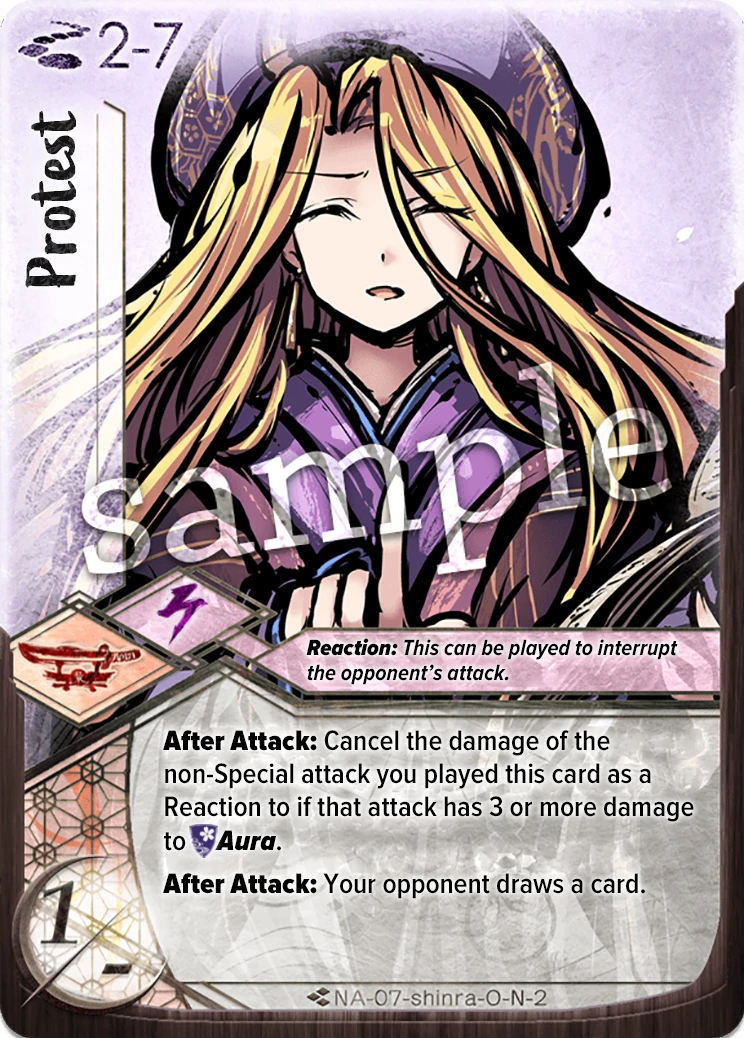 2-7
Protest
sample
Reaction: This can be played to interrupt
the opponent's attack.
After Attack: Cancel the damage of the
non-Special attack you played this card as a
Reaction to if that attack has 3 or more damage
to Aura.
After Attack: Your opponent draws a card.
1/-
NA-07-shinra-O-N-2